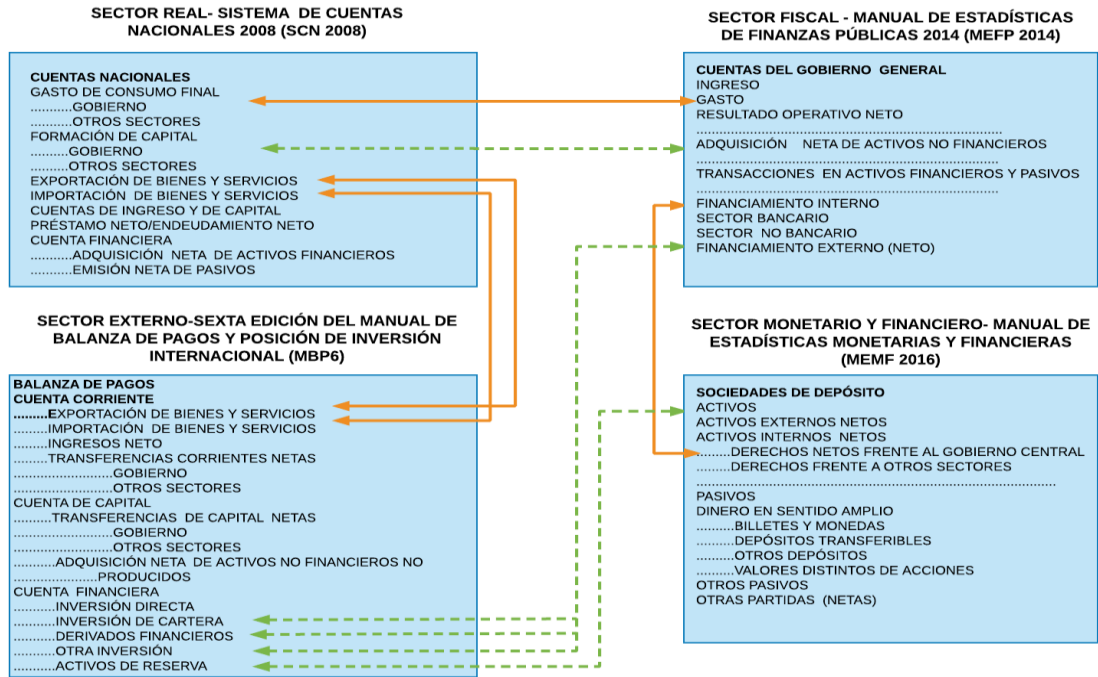 SECTOR REAL- SISTEMA DE CUENTAS
NACIONALES 2008 (SCN 2008)
CUENTAS NACIONALES
GASTO DE CONSUMO FINAL
...........GOBIERNO
...........OTROS SECTORES
FORMACIÓN DE CAPITAL
..........GOBIERNO
..........OTROS SECTORES
EXPORTACIÓN DE BIENES Y SERVICIOS
IMPORTACIÓN DE BIENES Y SERVICIOS
CUENTAS DE INGRESO Y DE CAPITAL
PRÉSTAMO NETO/ENDEUDAMIENTO NETO
CUENTA FINANCIERA
...........ADQUISICIÓN NETA DE ACTIVOS FINANCIEROS
...........EMISIÓN NETA DE PASIVOS
SECTOR FISCAL - MANUAL DE ESTADÍSTICAS
DE FINANZAS PÚBLICAS 2014 (MEFP 2014)
CUENTAS DEL GOBIERNO GENERAL
INGRESO
GASTO
RESULTADO OPERATIVO NETO
................................................................................
ADQUISICIÓN NETA DE ACTIVOS NO FINANCIEROS
................................................................................
TRANSACCIONES EN ACTIVOS FINANCIEROS Y PASIVOS
................................................................................
FINANCIAMIENTO INTERNO
SECTOR BANCARIO
SECTOR NO BANCARIO
FINANCIAMIENTO EXTERNO (NETO)
SECTOR EXTERNO-SEXTA EDICIÓN DEL MANUAL DE
BALANZA DE PAGOS Y POSICIÓN DE INVERSIÓN
INTERNACIONAL (MBP6)
BALANZA DE PAGOS
CUENTA CORRIENTE
.........EXPORTACIÓN DE BIENES Y SERVICIOS
.........IMPORTACIÓN DE BIENES Y SERVICIOS
.........INGRESOS NETO
.........TRANSFERENCIAS CORRIENTES NETAS
..........................GOBIERNO
..........................OTROS SECTORES
CUENTA DE CAPITAL
..........TRANSFERENCIAS DE CAPITAL NETAS
..........................GOBIERNO
..........................OTROS SECTORES
...........ADQUISICIÓN NETA DE ACTIVOS NO FINANCIEROS NO
......................PRODUCIDOS
CUENTA FINANCIERA
...........INVERSIÓN DIRECTA
...........INVERSIÓN DE CARTERA
...........DERIVADOS FINANCIEROS
...........OTRA INVERSIÓN
...........ACTIVOS DE RESERVA
SECTOR MONETARIO Y FINANCIERO- MANUAL DE
ESTADÍSTICAS MONETARIAS Y FINANCIERAS
(MEMF 2016)
SOCIEDADES DE DEPÓSITO
ACTIVOS
ACTIVOS EXTERNOS NETOS
ACTIVOS INTERNOS NETOS
.........DERECHOS NETOS FRENTE AL GOBIERNO CENTRAL
.........DERECHOS FRENTE A OTROS SECTORES
................................................................................
PASIVOS
DINERO EN SENTIDO AMPLIO
..........BILLETES Y MONEDAS
..........DEPÓSITOS TRANSFERIBLES
..........OTROS DEPÓSITOS
..........VALORES DISTINTOS DE ACCIONES
OTROS PASIVOS
OTRAS PARTIDAS (NETAS)